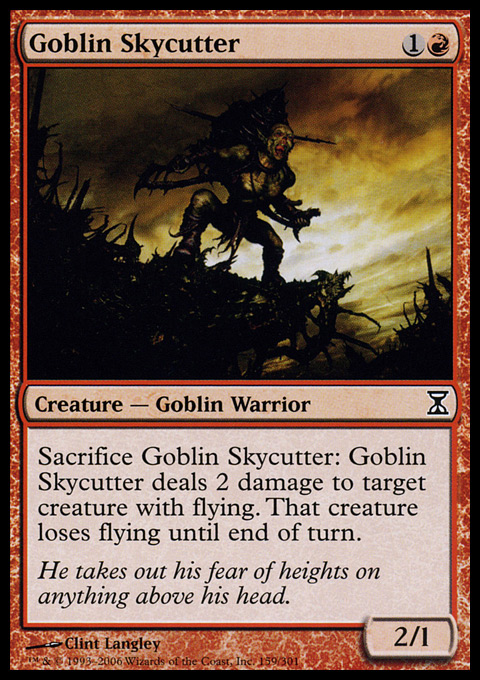 Goblin Skycutter 1
Creature — Goblin Warrior
Sacrifice Goblin Skycutter: Goblin
Skycutter deals 2 damage to target
creature with flying. That creature
loses flying until end of turn.
He takes out his fear of heights on
anything above his head.
Clint Langley
2/1
™ & © 1993-2006 Wizards of the Coast, Inc. 159/301